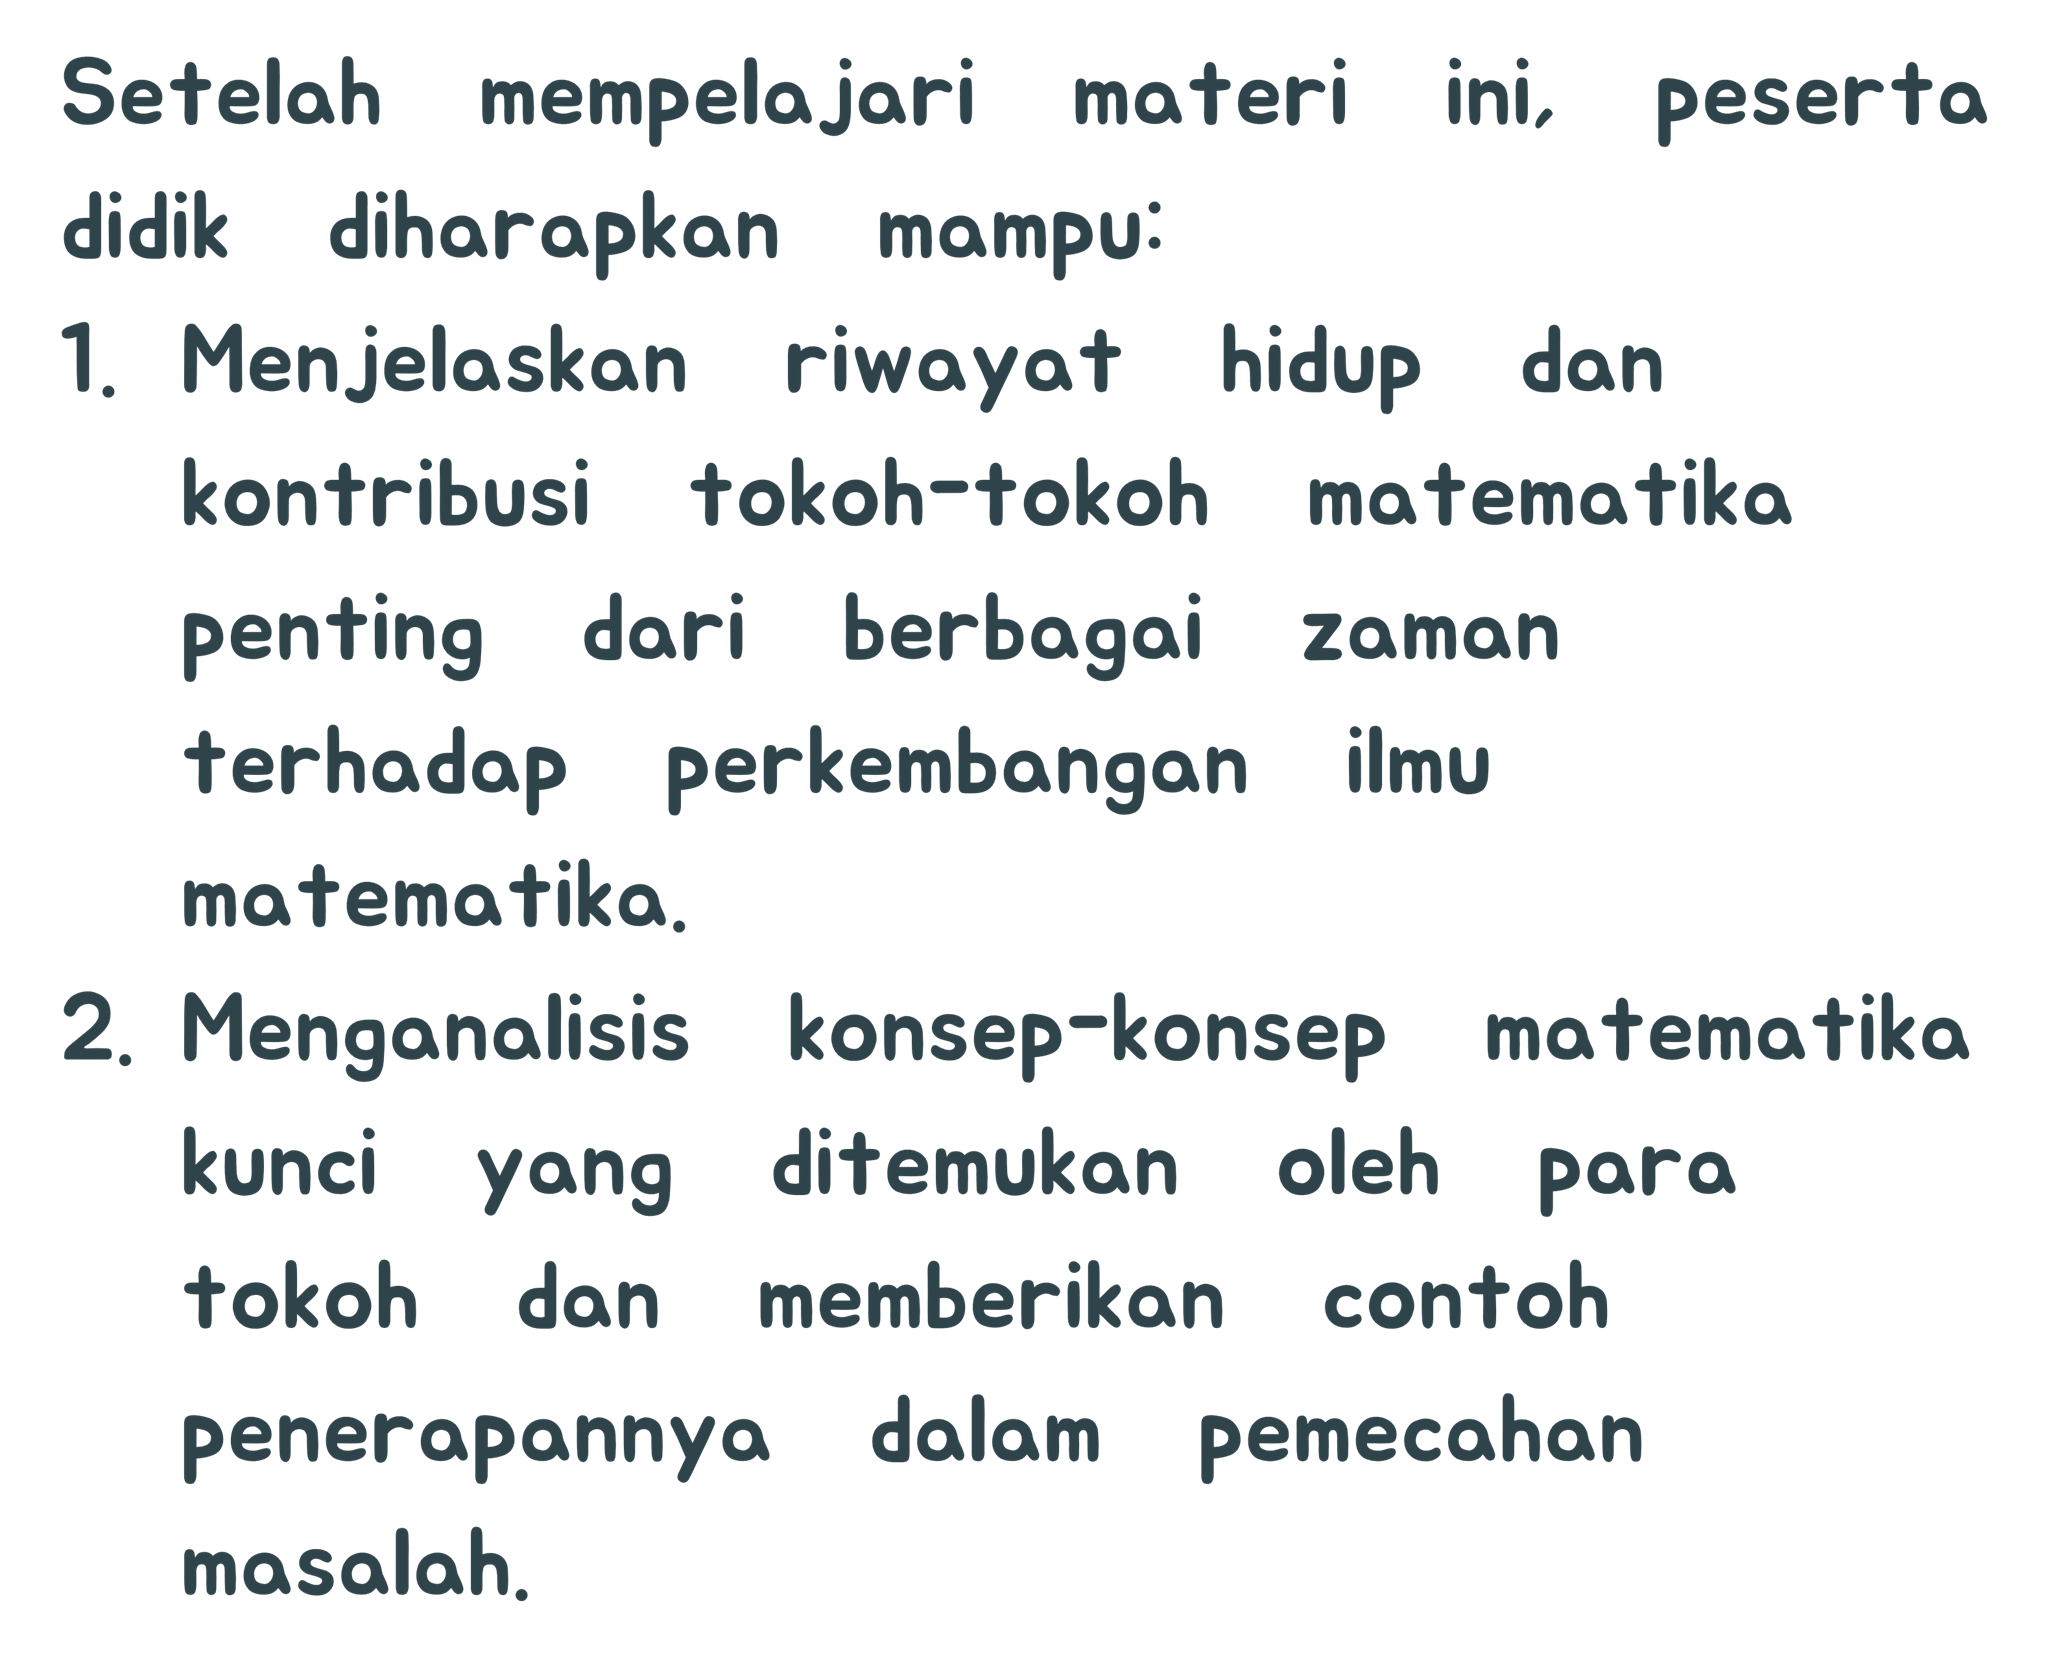 Setelah mempelajari materi ini, peserta
didik diharapkan mampu:
1. Menjelaskan riwayat hidup dan
kontribusi tokoh-tokoh matematika
penting dari berbagai zaman
terhadap perkembangan ilmu
matematika.
2. Menganalisis konsep-konsep matematika
kunci yang ditemukan oleh para
tokoh dan memberikan contoh
penerapannya dalam pemecahan
masalah.